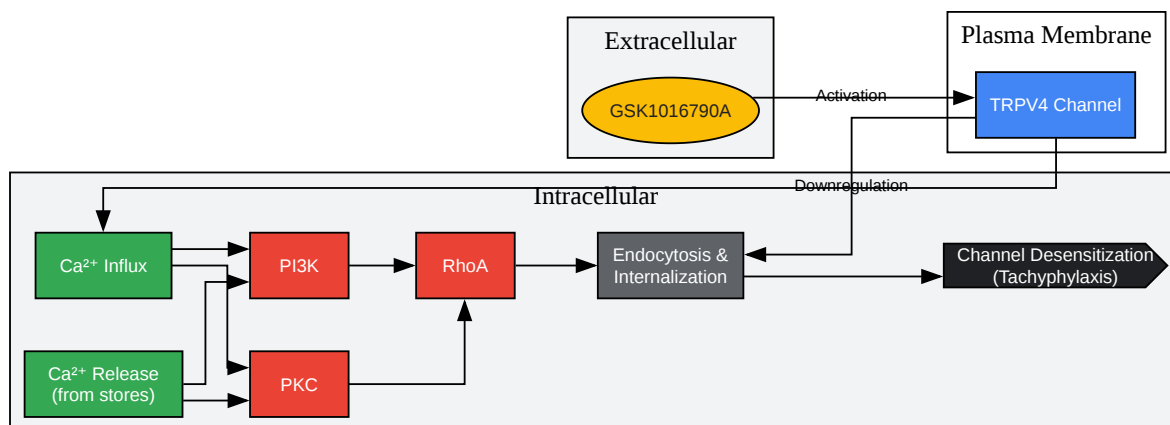 Extracellular
Plasma Membrane
GSK1016790A
Activation
TRPV4 Channel
Downregulation
Intracellular
Ca²⁺ Influx
PI3K
RhoA
Endocytosis &
Internalization
Channel Desensitization
(Tachyphylaxis)
Ca²⁺ Release
(from stores)
PKC